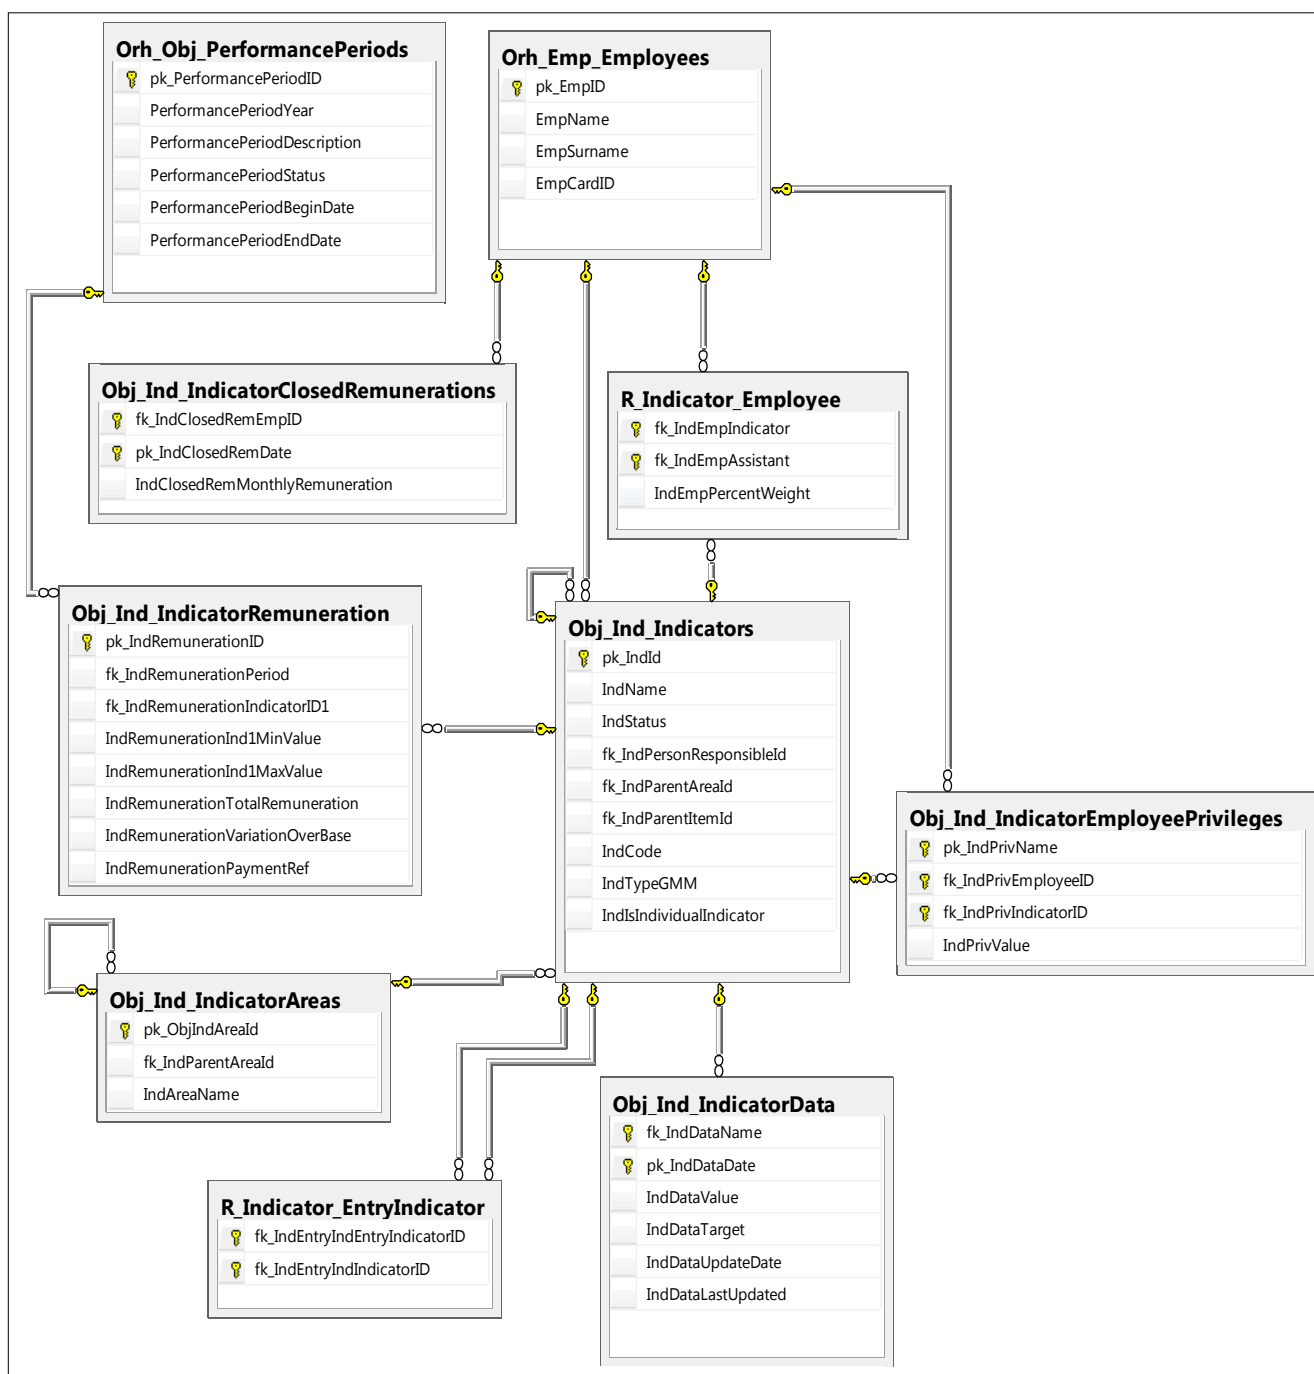 Orh_Obj_PerformancePeriods
pk_PerformancePeriodID
PerformancePeriodYear
PerformancePeriodDescription
PerformancePeriodStatus
PerformancePeriodBeginDate
PerformancePeriodEndDate
Orh_Emp_Employees
pk_EmpID
EmpName
EmpSurname
EmpCardID
Obj_Ind_IndicatorClosedRemunerations
fk_IndClosedRemEmpID
pk_IndClosedRemDate
IndClosedRemMonthlyRemuneration
R_Indicator_Employee
fk_IndEmpIndicator
fk_IndEmpAssistant
IndEmpPercentWeight
Obj_Ind_IndicatorRemuneration
pk_IndRemunerationID
fk_IndRemunerationPeriod
fk_IndRemunerationIndicatorID1
IndRemunerationInd1MinValue
IndRemunerationInd1MaxValue
IndRemunerationTotalRemuneration
IndRemunerationVariationOverBase
IndRemunerationPaymentRef
Obj_Ind_Indicators
pk_IndId
IndName
IndStatus
fk_IndPersonResponsibleId
fk_IndParentAreaId
fk_IndParentItemId
IndCode
IndTypeGMM
IndIsIndividualIndicator
Obj_Ind_IndicatorEmployeePrivileges
pk_IndPrivName
fk_IndPrivEmployeeID
fk_IndPrivIndicatorID
IndPrivValue
Obj_Ind_IndicatorAreas
pk_ObjIndAreaId
fk_IndParentAreaId
IndAreaName
R_Indicator_EntryIndicator
fk_IndEntryIndEntryIndicatorID
fk_IndEntryIndIndicatorID
Obj_Ind_IndicatorData
fk_IndDataName
pk_IndDataDate
IndDataValue
IndDataTarget
IndDataUpdateDate
IndDataLastUpdated